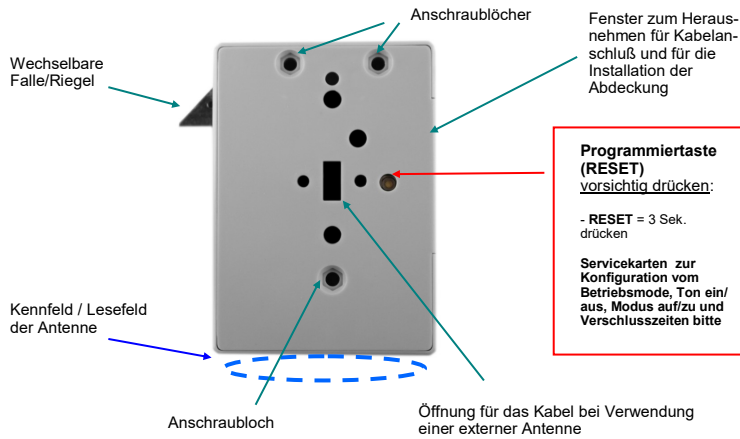 Anschraublöcher
Fenster zum Heraus-
nehmen für Kabelan-
schluß und für die
Installation der
Abdeckung
Wechselbare
Falle/Riegel
Programmiertaste
(RESET)
vorsichtig drücken:
- RESET = 3 Sek.
drücken
Servicekarten zur
Konfiguration vom
Betriebsmode, Ton ein/
aus, Modus auf/zu und
Verschlusszeiten bitte
Kennfeld / Lesefeld
der Antenne
Anschraubloch
Öffnung für das Kabel bei Verwendung
einer externer Antenne